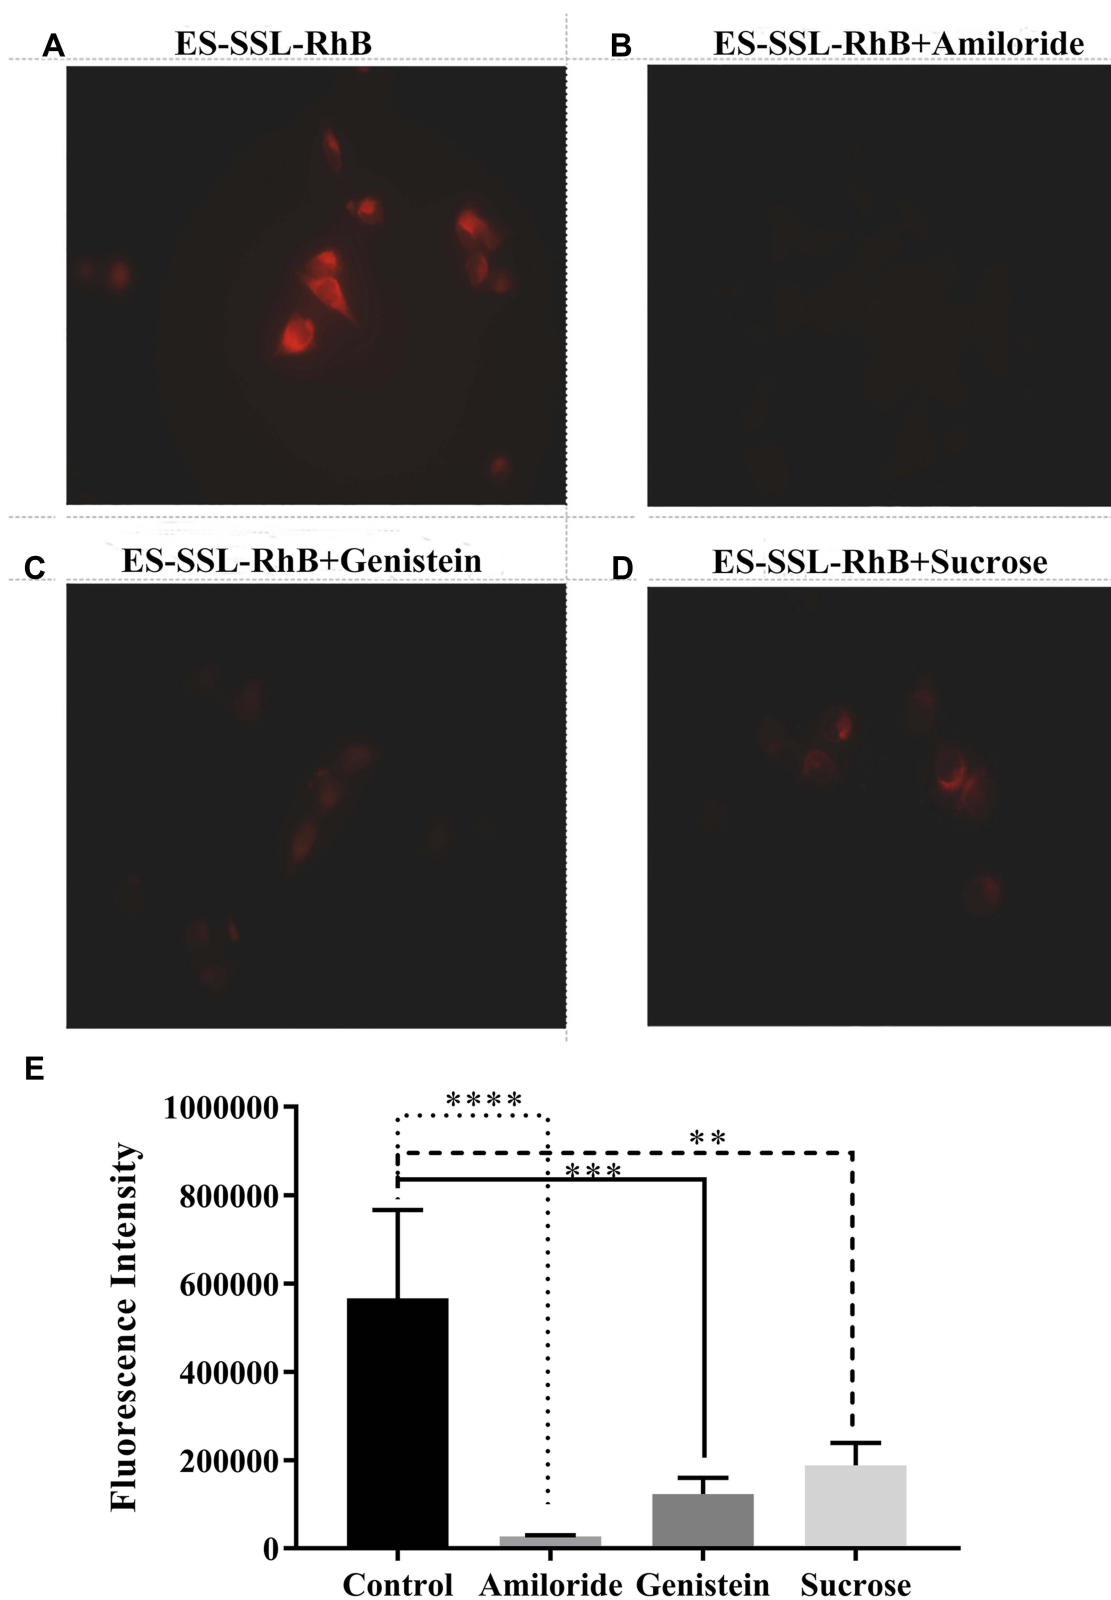 A ES-SSL-RhB
B ES-SSL-RhB+Amiloride
C ES-SSL-RhB+Genistein
D ES-SSL-RhB+Sucrose
E
Fluorescence Intensity
1000000
800000
600000
400000
200000
0
****
**
***
Control Amiloride Genistein Sucrose